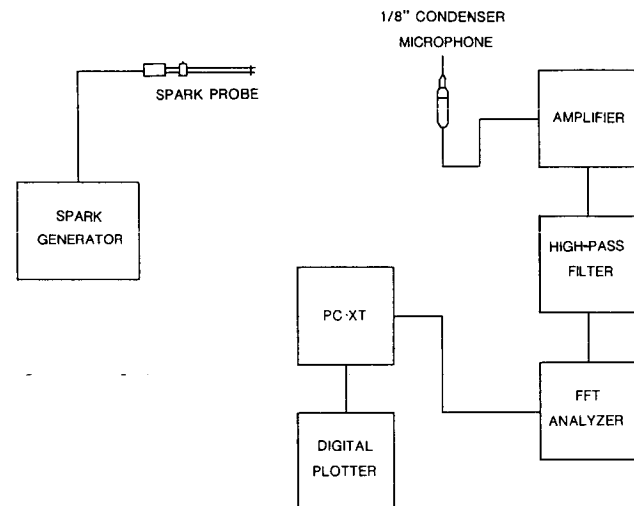 1/8" CONDENSER
MICROPHONE
SPARK PROBE
AMPLIFIER
SPARK
GENERATOR
HIGH-PASS
FILTER
PC-XT
FFT
ANALYZER
DIGITAL
PLOTTER